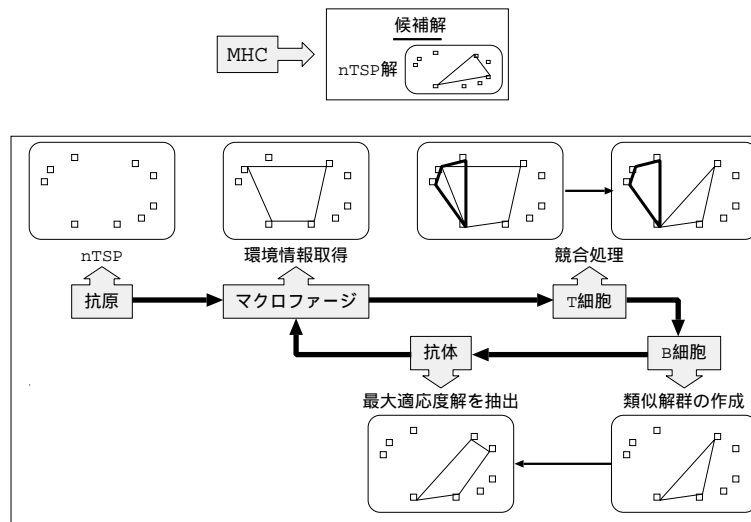 候補解
MHC
nTSP解
nTSP
環境情報取得
競合処理
抗原
マクロファージ
T細胞
抗体
B細胞
最大適応度解を抽出
類似解群の作成